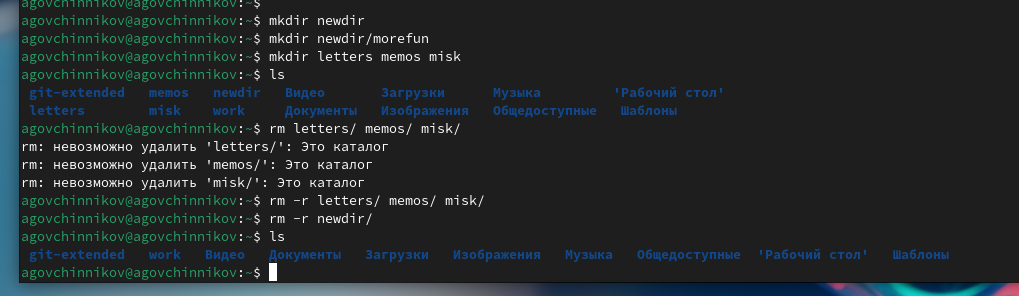 agovchinnikov@agovchinnikov:~$
agovchinnikov@agovchinnikov:~$ mkdir newdir
agovchinnikov@agovchinnikov:~$ mkdir newdir/morefun
agovchinnikov@agovchinnikov:~$ mkdir letters memos misk
agovchinnikov@agovchinnikov:~$ ls
git-extended memos newdir Видео Загрузки Музыка 'Рабочий стол'
letters misk work Документы Изображения Общедоступные Шаблоны
agovchinnikov@agovchinnikov:~$ rm letters/ memos/ misk/
rm: невозможно удалить 'letters/': Это каталог
rm: невозможно удалить 'memos/': Это каталог
rm: невозможно удалить 'misk/': Это каталог
agovchinnikov@agovchinnikov:~$ rm -r letters/ memos/ misk/
agovchinnikov@agovchinnikov:~$ rm -r newdir/
agovchinnikov@agovchinnikov:~$ ls
git-extended work Видео Документы Загрузки Изображения Музыка Общедоступные 'Рабочий стол' Шаблоны
agovchinnikov@agovchinnikov:~$